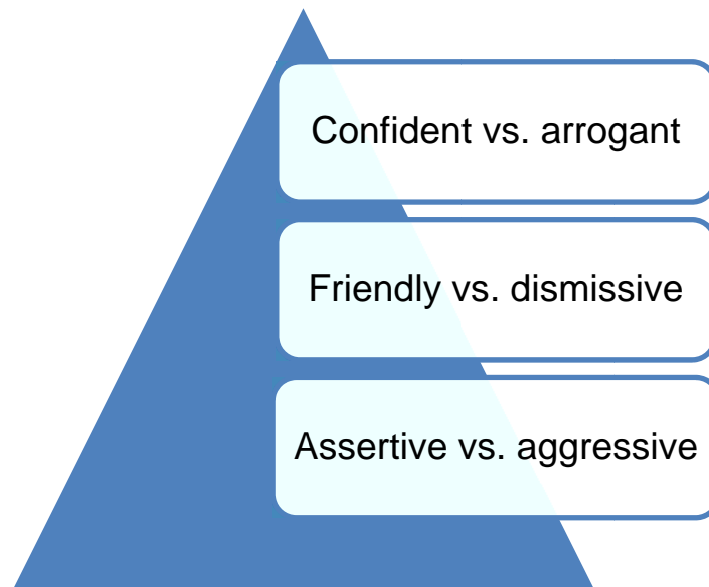 Confident vs. arrogant
Friendly vs. dismissive
Assertive vs. aggressive